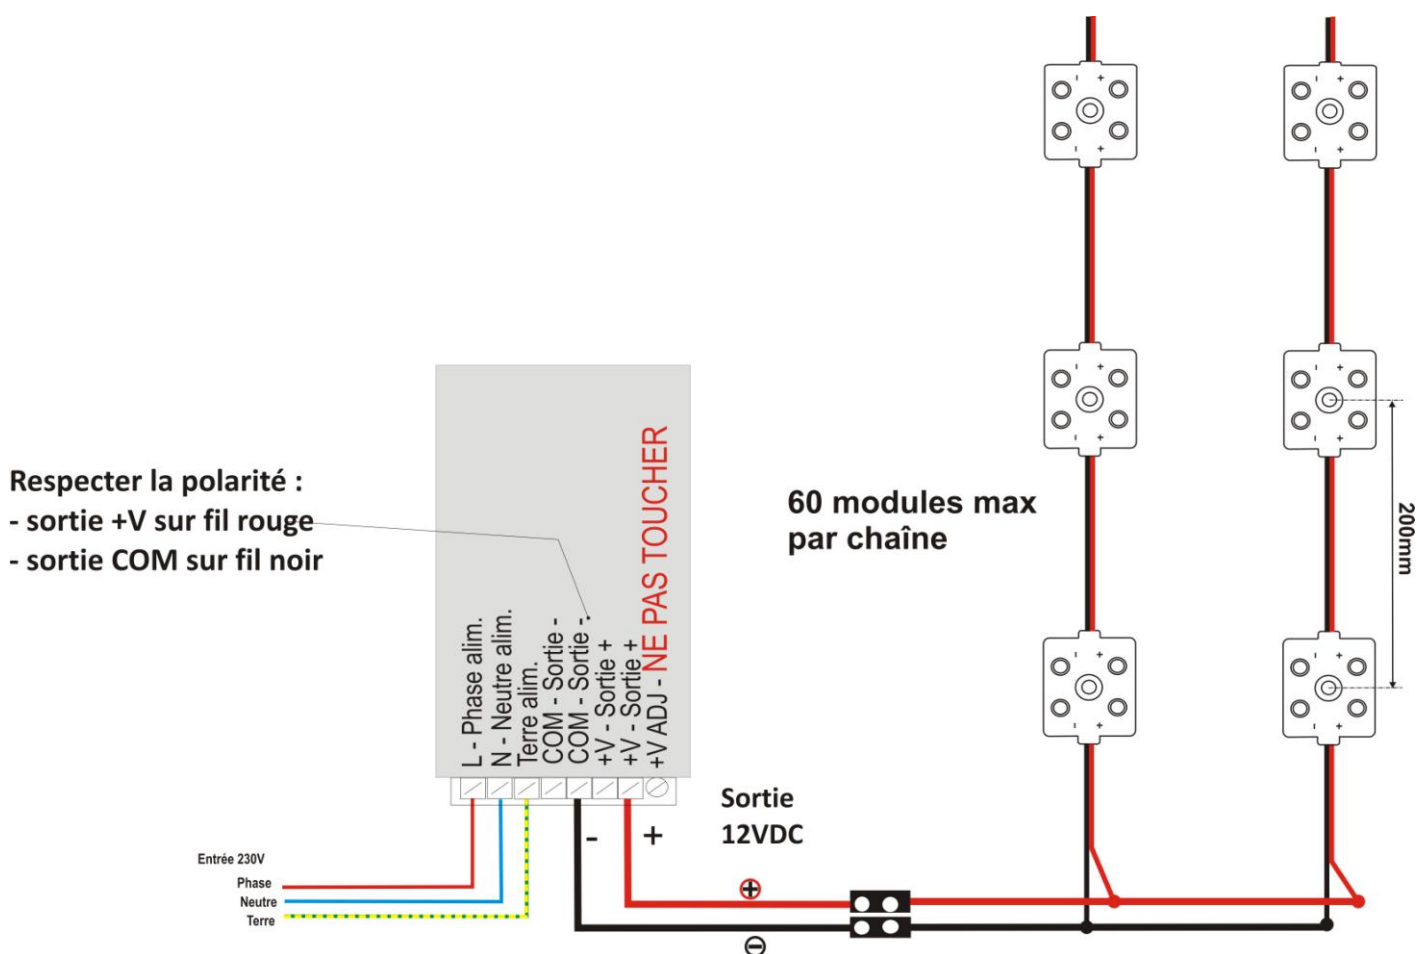 Respecter la polarité :
- sortie +V sur fil rouge
- sortie COM sur fil noir
L - Phase alim.
N - Neutre alim.
Terre alim.
COM - Sortie -
COM - Sortie -
+V - Sortie +
+V - Sortie +
+V ADJ - NE PAS TOUCHER
60 modules max
par chaîne
200mm
Sortie
12VDC
- +
Entrée 230V
Phase
Neutre
Terre
+
-
- +
- +
- +
- +
- +
- +
- +
- +
- +
- +
- +
- +